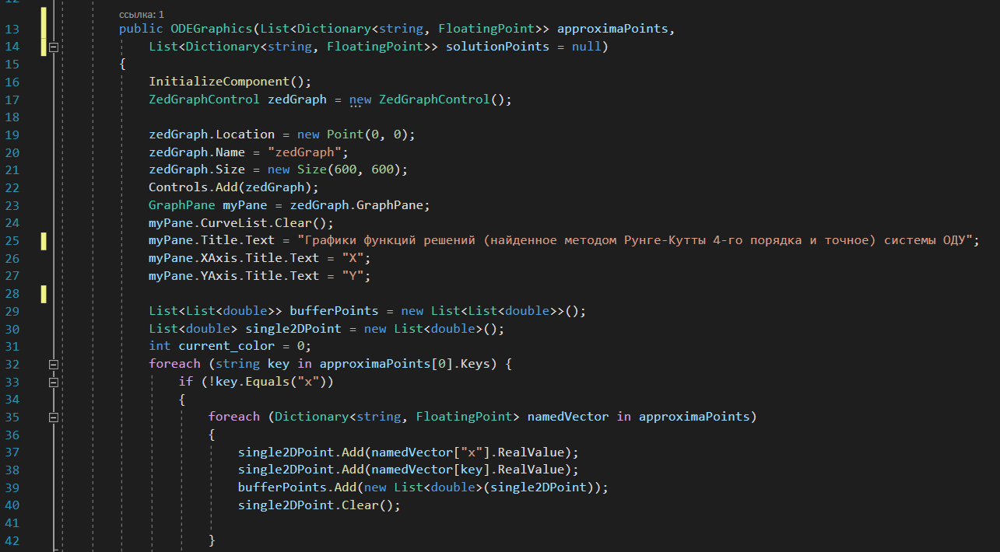 12
ссылка: 1
13 public ODEGraphics(List<Dictionary<string, FloatingPoint>> approximaPoints,
14 List<Dictionary<string, FloatingPoint>> solutionPoints = null)
15 {
16 InitializeComponent();
17 ZedGraphControl zedGraph = new ZedGraphControl();
18
19 zedGraph.Location = new Point(0, 0);
20 zedGraph.Name = "zedGraph";
21 zedGraph.Size = new Size(600, 600);
22 Controls.Add(zedGraph);
23 GraphPane myPane = zedGraph.GraphPane;
24 myPane.CurveList.Clear();
25 myPane.Title.Text = "Графики функций решений (найденное методом Рунге-Кутты 4-го порядка и точное) системы ОДУ";
26 myPane.XAxis.Title.Text = "X";
27 myPane.YAxis.Title.Text = "Y";
28
29 List<List<double>> bufferPoints = new List<List<double>>();
30 List<double> single2DPoint = new List<double>();
31 int current_color = 0;
32 foreach (string key in approximaPoints[0].Keys) {
33 if (!key.Equals("x"))
34 {
35 foreach (Dictionary<string, FloatingPoint> namedVector in approximaPoints)
36 {
37 single2DPoint.Add(namedVector["x"].RealValue);
38 single2DPoint.Add(namedVector[key].RealValue);
39 bufferPoints.Add(new List<double>(single2DPoint));
40 single2DPoint.Clear();
41
42 }